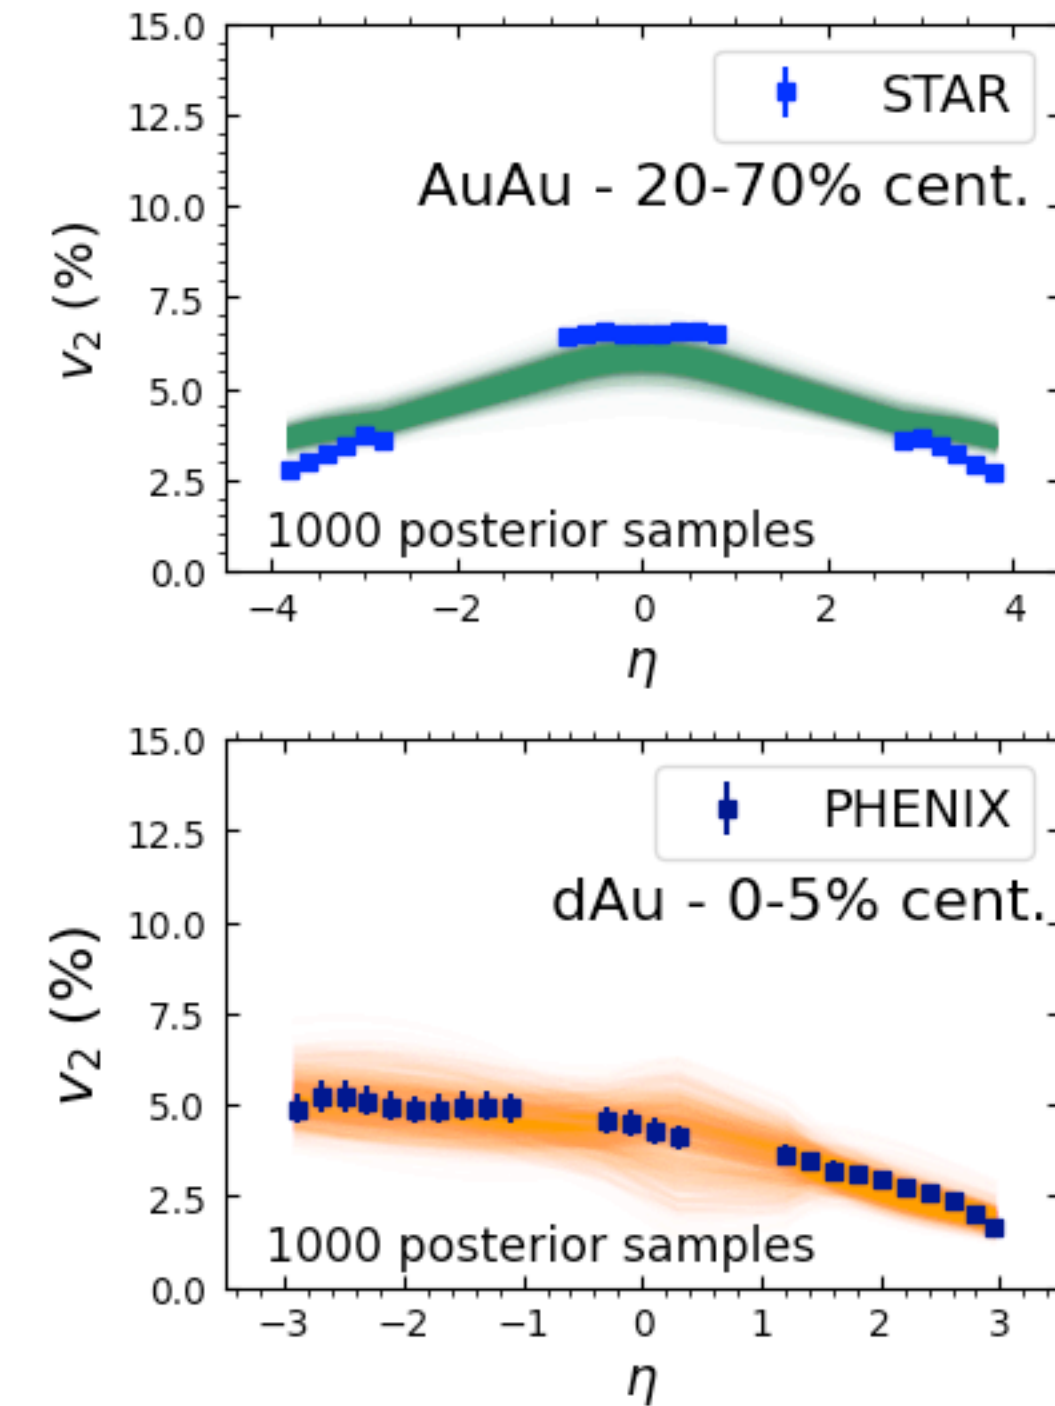 15.0
12.5
10.0
7.5
5.0
2.5
0.0
v₂ (%)
STAR
AuAu - 20-70% cent.
1000 posterior samples
−4 −2 0 2 4
η
15.0
12.5
10.0
7.5
5.0
2.5
0.0
v₂ (%)
PHENIX
dAu - 0-5% cent.
1000 posterior samples
−3 −2 −1 0 1 2 3
η